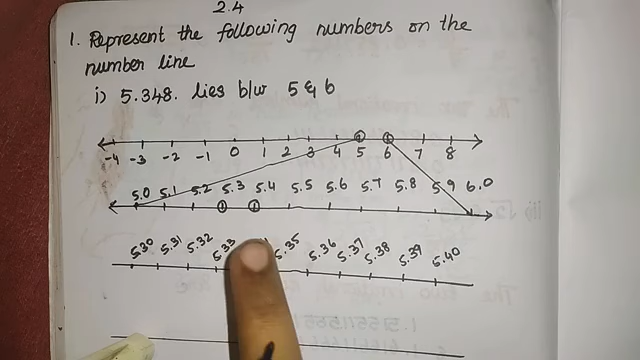 2.4
1. Represent the following numbers on the
number line
i) 5.348. lies b/w 5 & 6
-4 -3 -2 -1 0 1 2 3 4 5 6 7 8
5.0 5.1 5.2 5.3 5.4 5.5 5.6 5.7 5.8 5.9 6.0
5.30 5.31 5.32 5.33 5.35 5.36 5.37 5.38 5.39 5.40